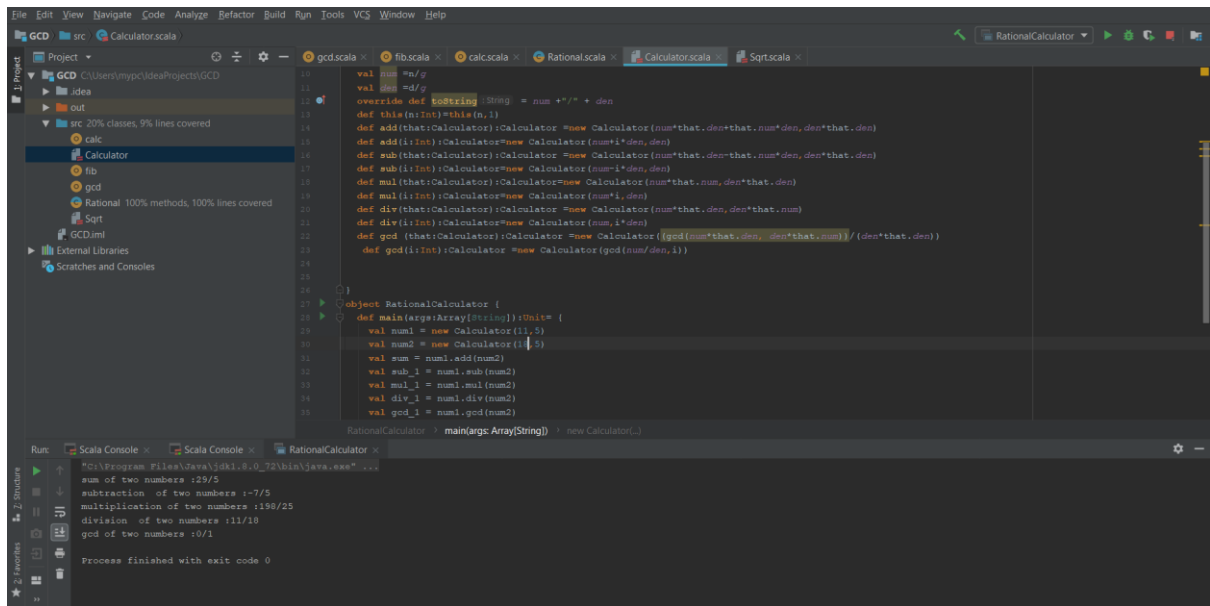 File Edit View Navigate Code Analyze Refactor Build Run Tools VCS Window Help
GCD src Calculator.scala
RationalCalculator
Project
gcd.scala × fib.scala × calc.scala × Rational.scala × Calculator.scala × Sqrt.scala ×
1: Project
GCD C:\Users\mypc\IdeaProjects\GCD
.idea
out
src 20% classes, 9% lines covered
calc
Calculator
fib
gcd
Rational 100% methods, 100% lines covered
Sqrt
GCD.iml
External Libraries
Scratches and Consoles
10 val num =n/g
11 val den =d/g
12 override def toString :String = num +"/" + den
13 def this(n:Int)=this(n,1)
14 def add(that:Calculator):Calculator =new Calculator(num*that.den+that.num*den,den*that.den)
15 def add(i:Int):Calculator=new Calculator(num+i*den,den)
16 def sub(that:Calculator):Calculator =new Calculator(num*that.den-that.num*den,den*that.den)
17 def sub(i:Int):Calculator=new Calculator(num-i*den,den)
18 def mul(that:Calculator):Calculator=new Calculator(num*that.num,den*that.den)
19 def mul(i:Int):Calculator=new Calculator(num*i,den)
20 def div(that:Calculator):Calculator =new Calculator(num*that.den,den*that.num)
21 def div(i:Int):Calculator=new Calculator(num,i*den)
22 def gcd (that:Calculator):Calculator =new Calculator((gcd(num*that.den, den*that.num))/(den*that.den))
23 def gcd(i:Int):Calculator =new Calculator(gcd(num/den,i))
24
25
26 }
27 object RationalCalculator {
28 def main(args:Array[String]):Unit= {
29 val num1 = new Calculator(11,5)
30 val num2 = new Calculator(18,5)
31 val sum = num1.add(num2)
32 val sub_1 = num1.sub(num2)
33 val mul_1 = num1.mul(num2)
34 val div_1 = num1.div(num2)
35 val gcd_1 = num1.gcd(num2)
RationalCalculator main(args: Array[String]) new Calculator(...)
Run: Scala Console × Scala Console × RationalCalculator ×
"C:\Program Files\Java\jdk1.8.0_72\bin\java.exe" ...
sum of two numbers :29/5
subtraction of two numbers :-7/5
multiplication of two numbers :198/25
division of two numbers :11/18
gcd of two numbers :0/1
Process finished with exit code 0
7: Structure
2: Favorites